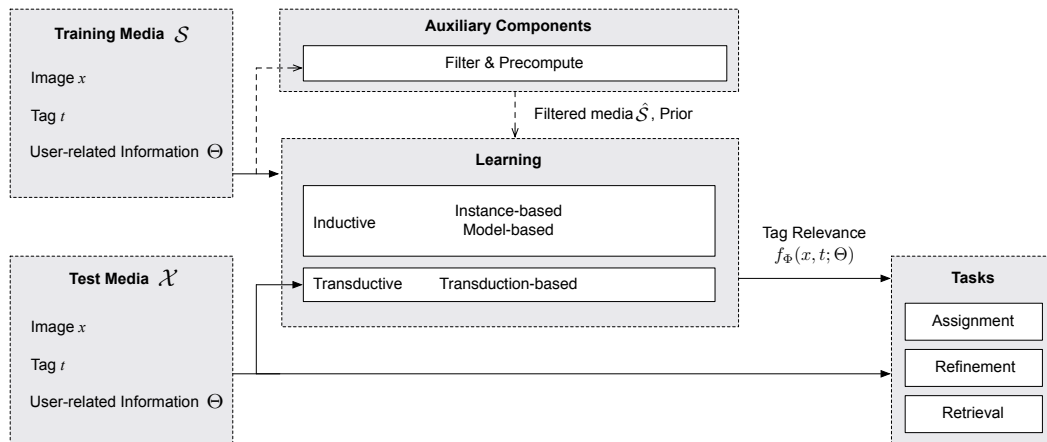 Training Media 𝒮
Image x
Tag t
User-related Information Θ
Auxiliary Components
Filter & Precompute
Filtered media 𝒮̂, Prior
Learning
Inductive
Instance-based
Model-based
Transductive Transduction-based
Tag Relevance
f_Φ(x, t; Θ)
Test Media 𝒳
Image x
Tag t
User-related Information Θ
Tasks
Assignment
Refinement
Retrieval